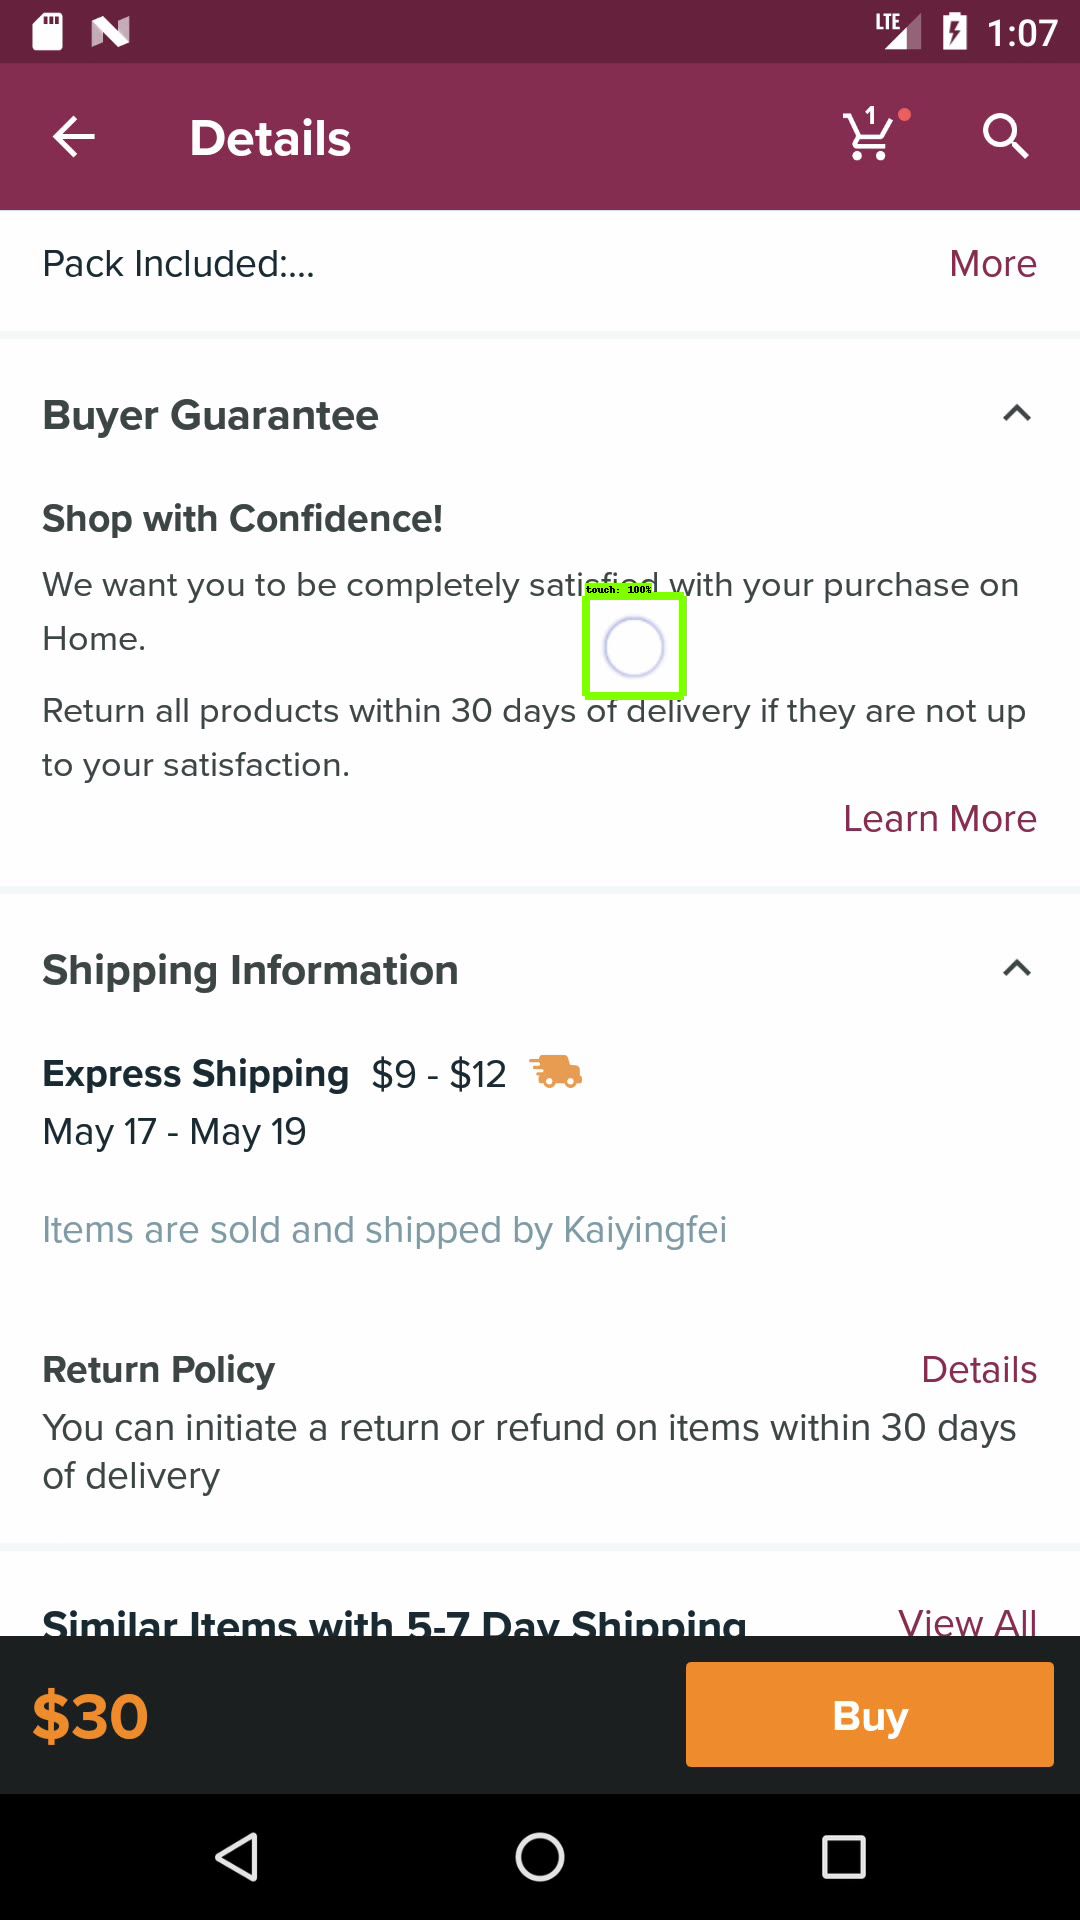 LTE 1:07
Details 1
Pack Included:... More
Buyer Guarantee
Shop with Confidence!
We want you to be completely satisfied with your purchase on
Home.
touch: 100%
Return all products within 30 days of delivery if they are not up
to your satisfaction.
Learn More
Shipping Information
Express Shipping $9 - $12
May 17 - May 19
Items are sold and shipped by Kaiyingfei
Return Policy Details
You can initiate a return or refund on items within 30 days
of delivery
Similar Items with 5-7 Day Shipping View All
$30 Buy